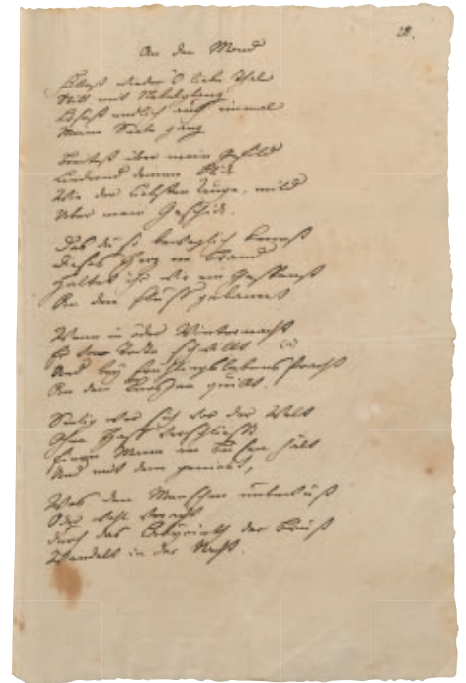 An den Mond
Füllest wieder 's liebe Thal
Still mit Nebelglanz
Lösest endlich auch einmal
Meine Seele ganz
Breitest über mein Gefild
Lindernd deinen Blick
Wie der Liebsten Auge, mild
Über mein Geschick.
Das du so beweglich kennst
Dieses Herz im Brand
Haltet ihr wie ein Gespenst
An den Fluß gebannt
Wenn in öder Winternacht
Er vom Tode schwillt
Und bey Frühlingslebens Pracht
An den Knospen quillt.
Seelig wer sich vor der Welt
Ohne Haß verschließt
Einen Mann am Busen hält
Und mit dem genießt,
Was den Menschen unbewußt
Oder wohl veracht
Durch das Labyrinth der Brust
Wandelt in der Nacht.